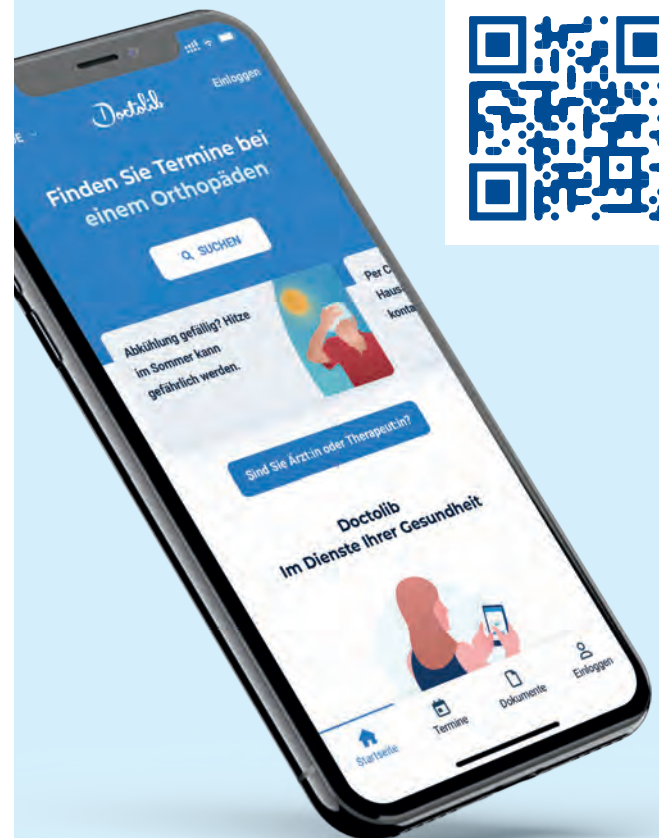 Doctolib
Einloggen
Finden Sie Termine bei
einem Orthopäden
SUCHEN
Abkühlung gefällig? Hitze
im Sommer kann
gefährlich werden.
Per
Sind Sie Ärzt:in oder Therapeut:in?
Doctolib
Im Dienste Ihrer Gesundheit
Startseite
Termine
Dokumente
Einloggen